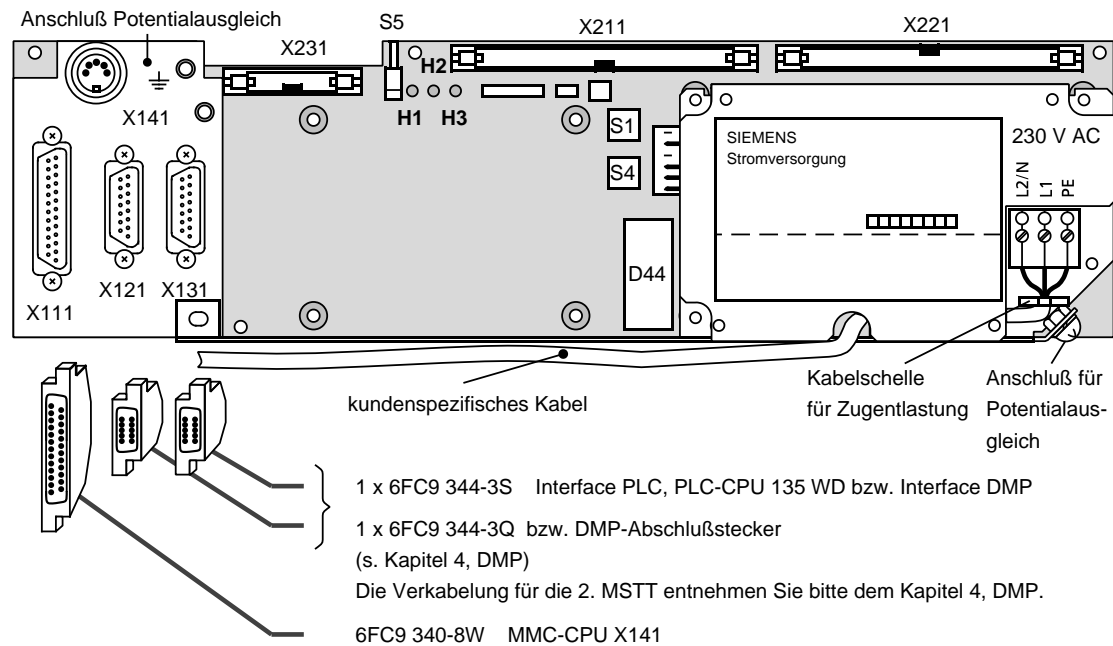 Anschluß Potentialausgleich
S5
X231
X211
X221
H2
X141
H1
H3
S1
SIEMENS
Stromversorgung
230 V AC
S4
L2/N
L1
PE
D44
X121
X131
X111
kundenspezifisches Kabel
Kabelschelle
für Zugentlastung
Anschluß für
Potentialaus-
gleich
1 x 6FC9 344-3S Interface PLC, PLC-CPU 135 WD bzw. Interface DMP
1 x 6FC9 344-3Q bzw. DMP-Abschlußstecker
(s. Kapitel 4, DMP)
Die Verkabelung für die 2. MSTT entnehmen Sie bitte dem Kapitel 4, DMP.
6FC9 340-8W MMC-CPU X141